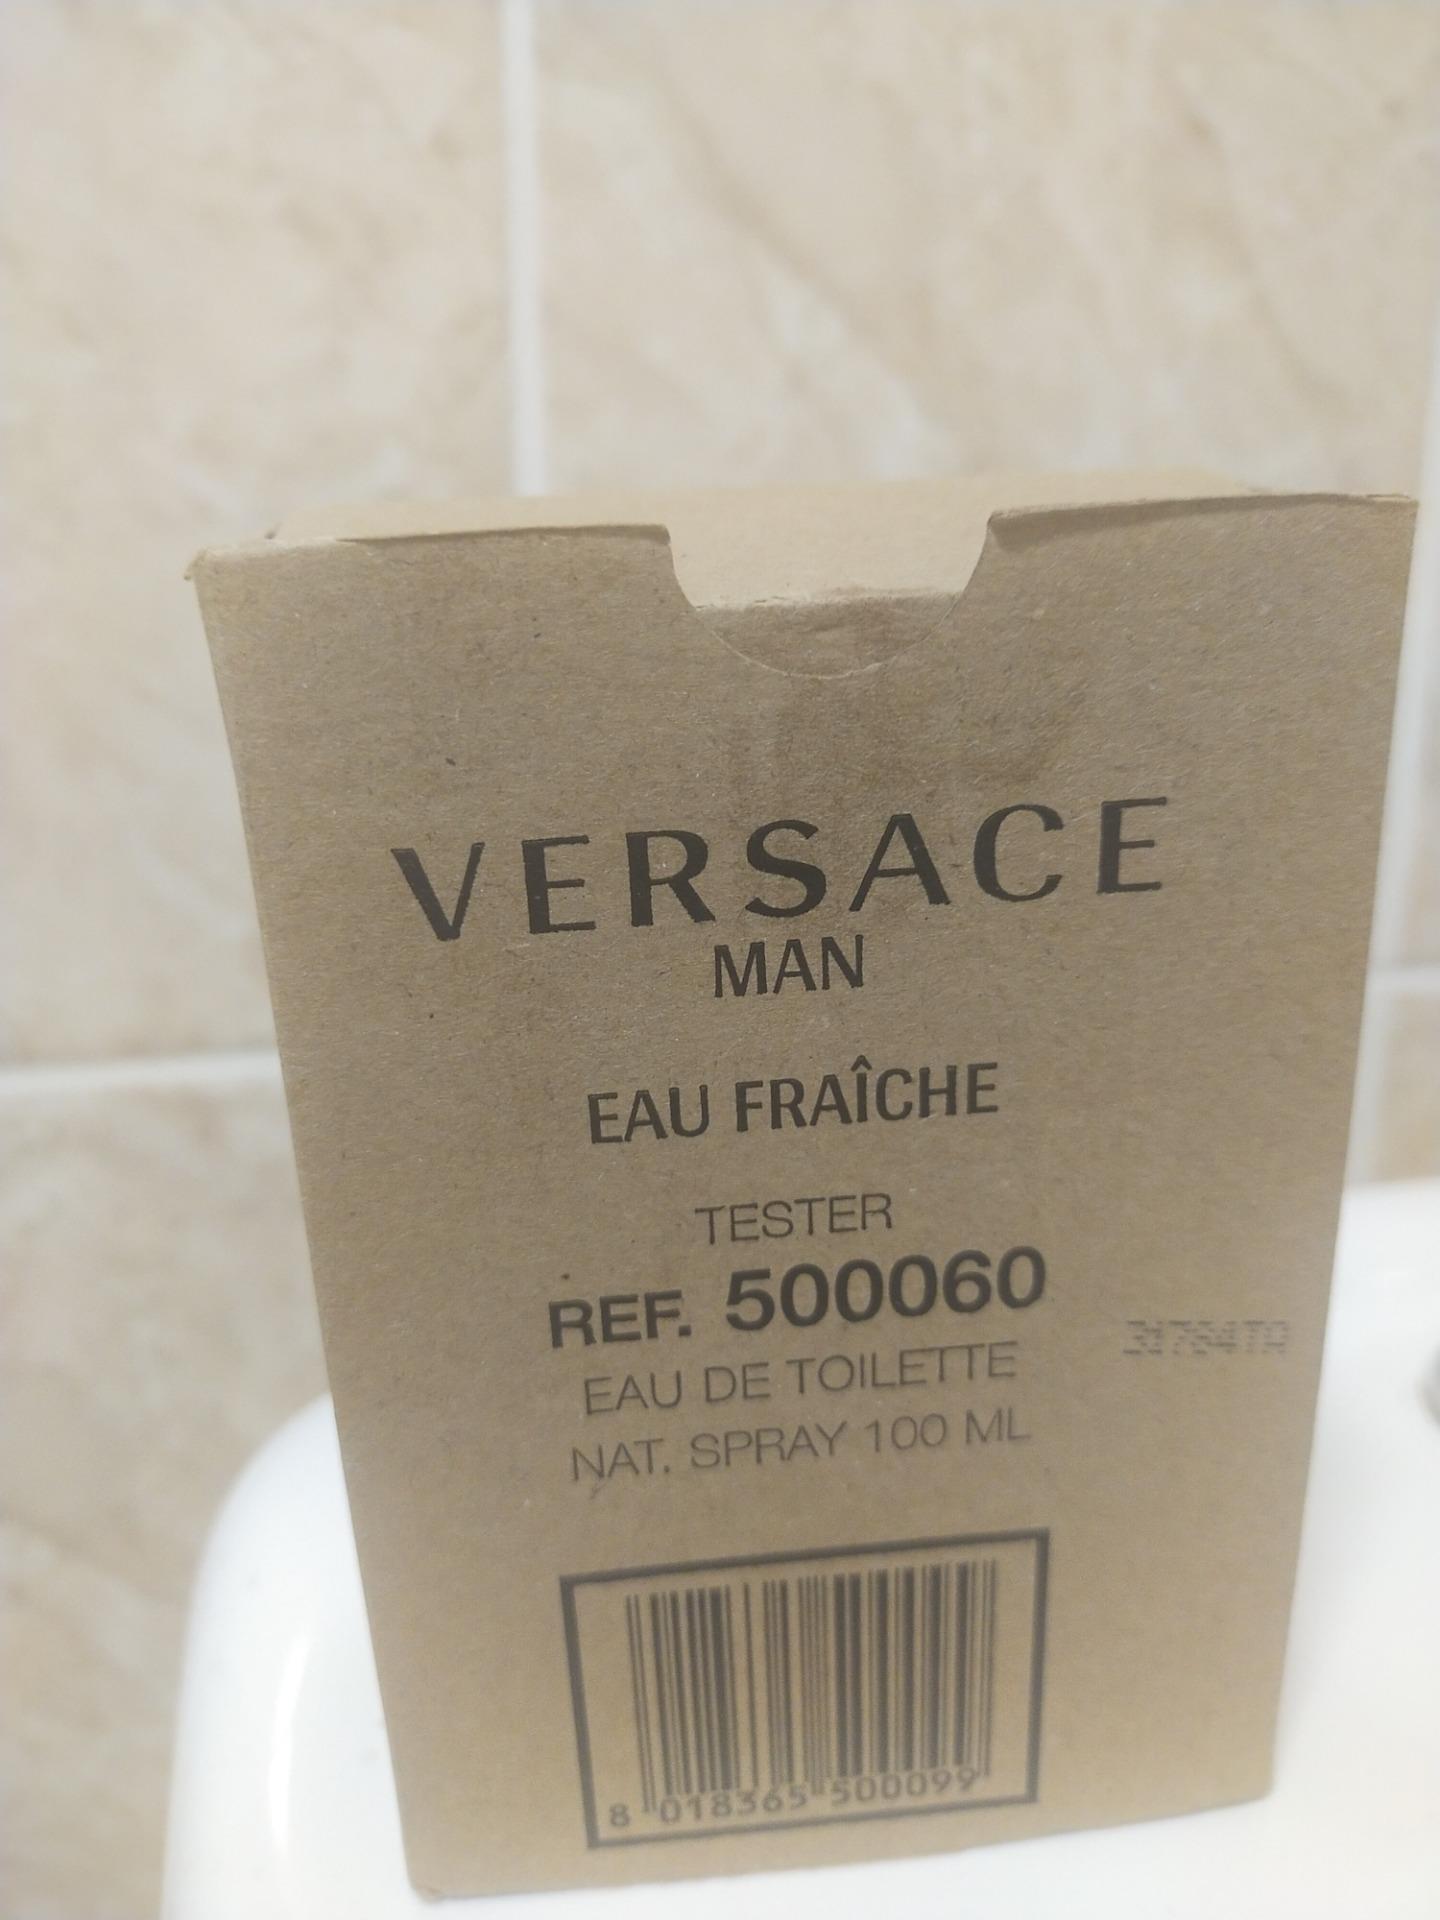 VERSACE
MAN
EAU FRAÎCHE
TESTER
REF. 500060
EAU DE TOILETTE
NAT. SPRAY 100 ML
8 018365 500099